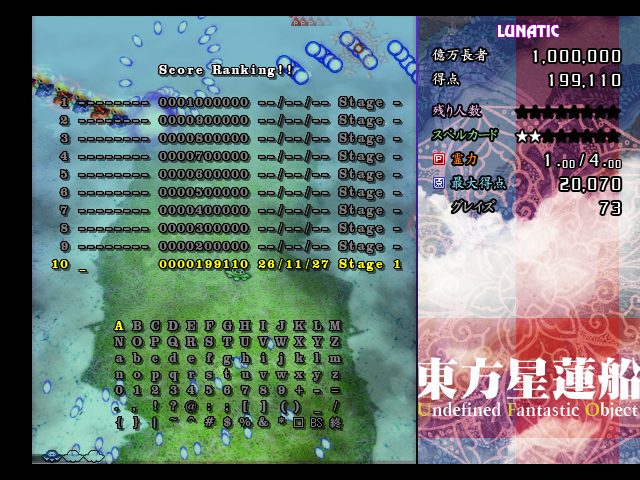 Score Ranking!!
1 -------- 0001000000 --/--/-- Stage -
2 -------- 0000900000 --/--/-- Stage -
3 -------- 0000800000 --/--/-- Stage -
4 -------- 0000700000 --/--/-- Stage -
5 -------- 0000600000 --/--/-- Stage -
6 -------- 0000500000 --/--/-- Stage -
7 -------- 0000400000 --/--/-- Stage -
8 -------- 0000300000 --/--/-- Stage -
9 -------- 0000200000 --/--/-- Stage -
10 _ 0000199110 26/11/27 Stage 1
A B C D E F G H I J K L M
N O P Q R S T U V W X Y Z
a b c d e f g h i j k l m
n o p q r s t u v w x y z
0 1 2 3 4 5 6 7 8 9 + - =
. , ! ? @ : ; [ ] ( ) _ /
{ } | ~ ^ # $ % & * □ BS 終
LUNATIC
億万長者 1,000,000
得点 199,110
残り人数 ★★★★★★★★★★
スペルカード ★★★★★★★★★★
P 霊力 1.00/4.00
点 最大得点 20,070
グレイズ 73
東方星蓮船
Undefined Fantastic Object